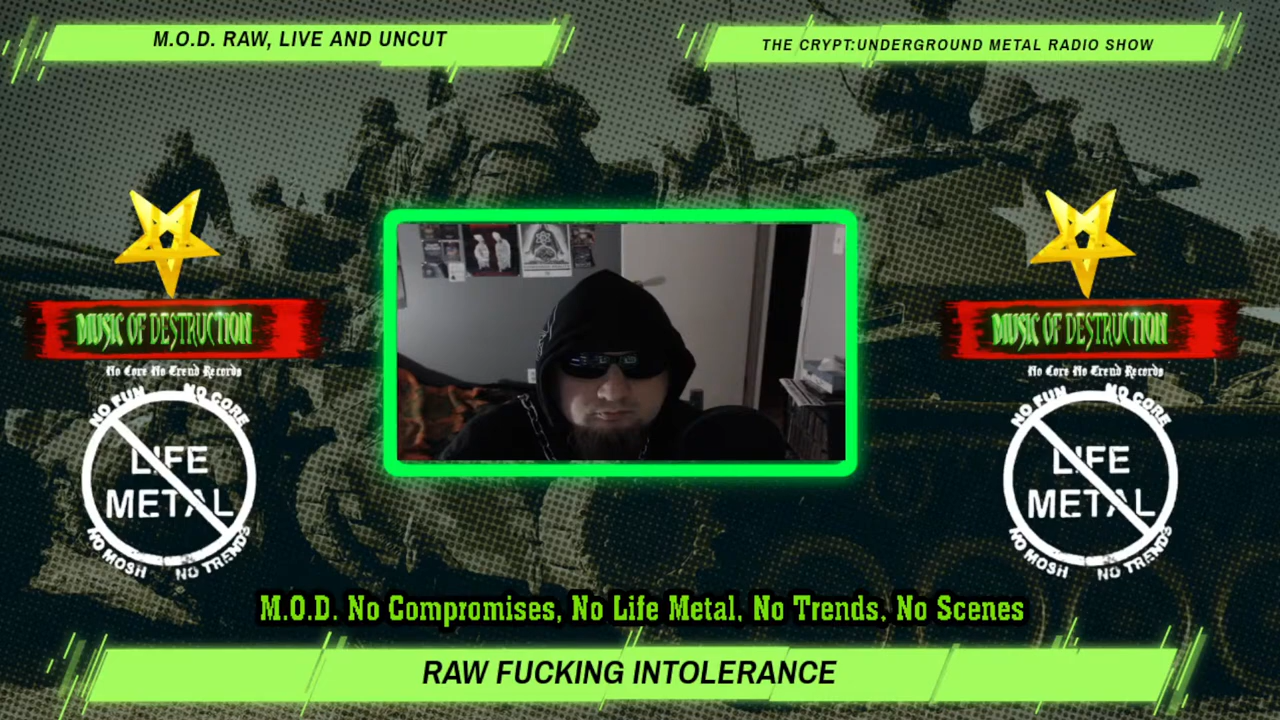 M.O.D. RAW, LIVE AND UNCUT
THE CRYPT:UNDERGROUND METAL RADIO SHOW
MUSIC OF DESTRUCTION
No Core No Trend Records
NO FUN NO CORE
LIFE
METAL
NO MOSH NO TRENDS
MUSIC OF DESTRUCTION
No Core No Trend Records
NO FUN NO CORE
LIFE
METAL
NO MOSH NO TRENDS
M.O.D. No Compromises, No Life Metal, No Trends, No Scenes
RAW FUCKING INTOLERANCE